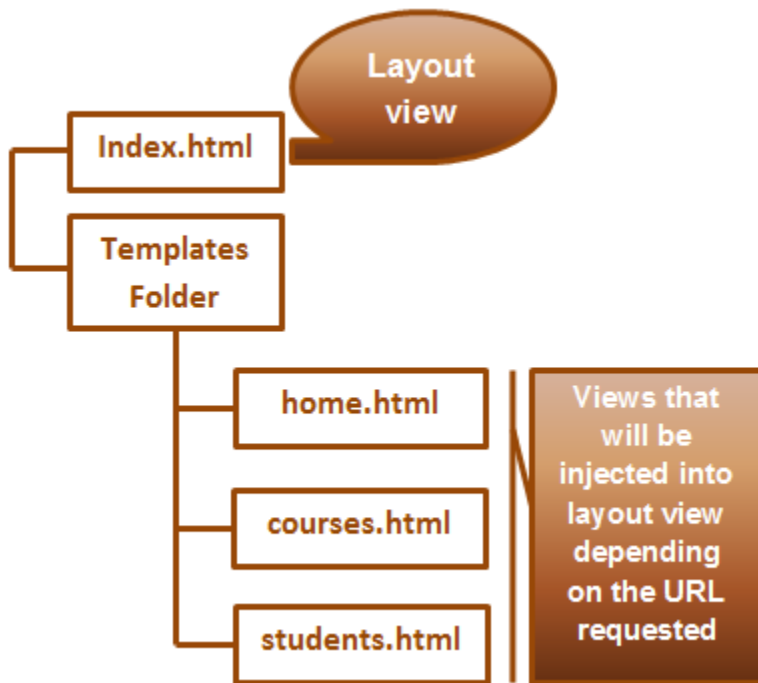 Layout
view
Index.html
Templates
Folder
home.html
courses.html
students.html
Views that
will be
injected into
layout view
depending
on the URL
requested